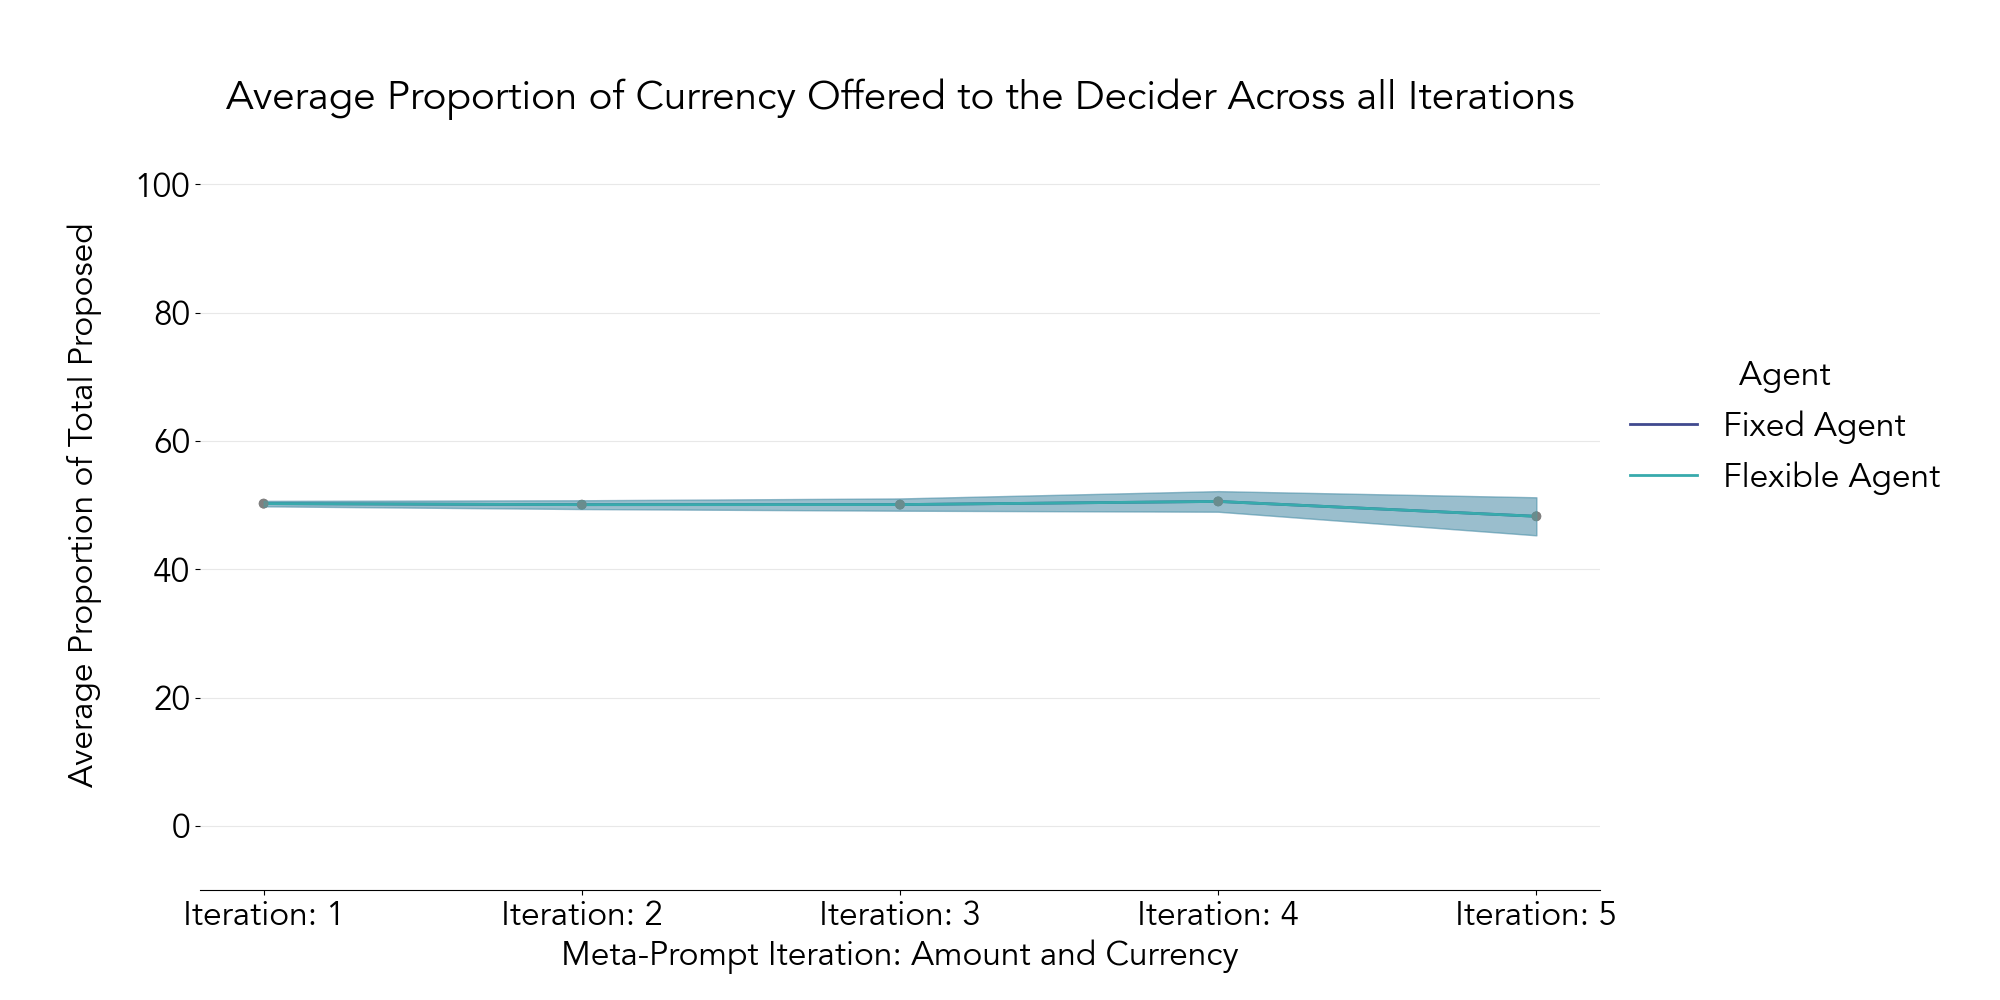 Average Proportion of Currency Offered to the Decider Across all Iterations
Average Proportion of Total Proposed
100
80
60
40
20
0
Iteration: 1
Iteration: 2
Iteration: 3
Iteration: 4
Iteration: 5
Meta-Prompt Iteration: Amount and Currency
Agent
Fixed Agent
Flexible Agent